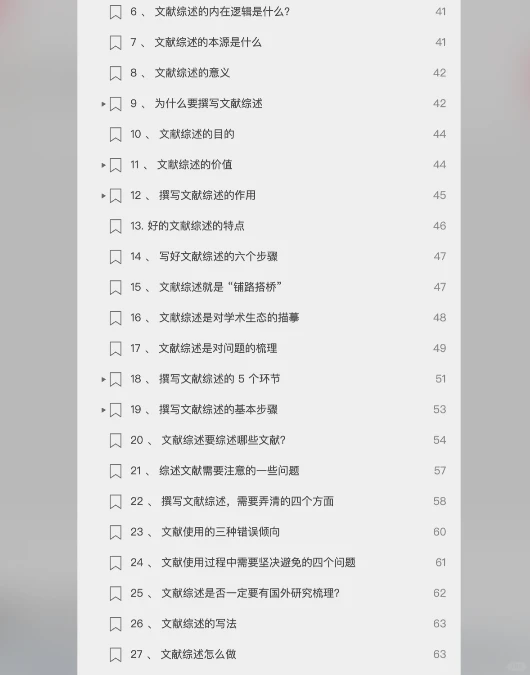 6 、 文献综述的内在逻辑是什么? 41
7 、 文献综述的本源是什么 41
8 、 文献综述的意义 42
9 、 为什么要撰写文献综述 42
10 、 文献综述的目的 44
11 、 文献综述的价值 44
12 、 撰写文献综述的作用 45
13. 好的文献综述的特点 46
14 、 写好文献综述的六个步骤 47
15 、 文献综述就是“铺路搭桥” 47
16 、 文献综述是对学术生态的描摹 48
17 、 文献综述是对问题的梳理 49
18 、 撰写文献综述的 5 个环节 51
19 、 撰写文献综述的基本步骤 53
20 、 文献综述要综述哪些文献? 54
21 、 综述文献需要注意的一些问题 57
22 、 撰写文献综述，需要弄清的四个方面 58
23 、 文献使用的三种错误倾向 60
24 、 文献使用过程中需要坚决避免的四个问题 61
25 、 文献综述是否一定要有国外研究梳理? 62
26 、 文献综述的写法 63
27 、 文献综述怎么做 63